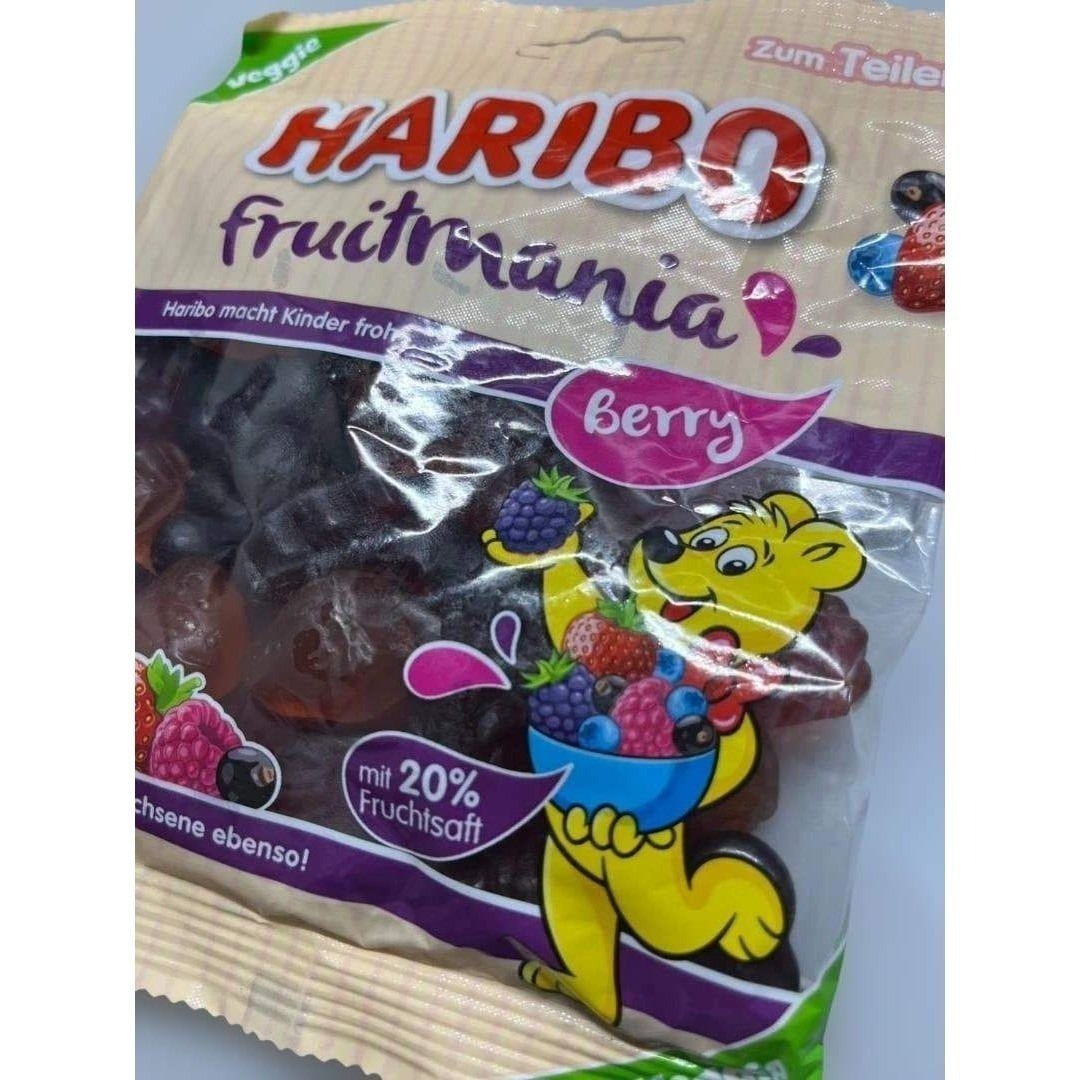 Veggie
Zum Teilen
HARIBO
fruitmania
Haribo macht Kinder froh
Berry
mit 20%
Fruchtsaft
chsene ebenso!